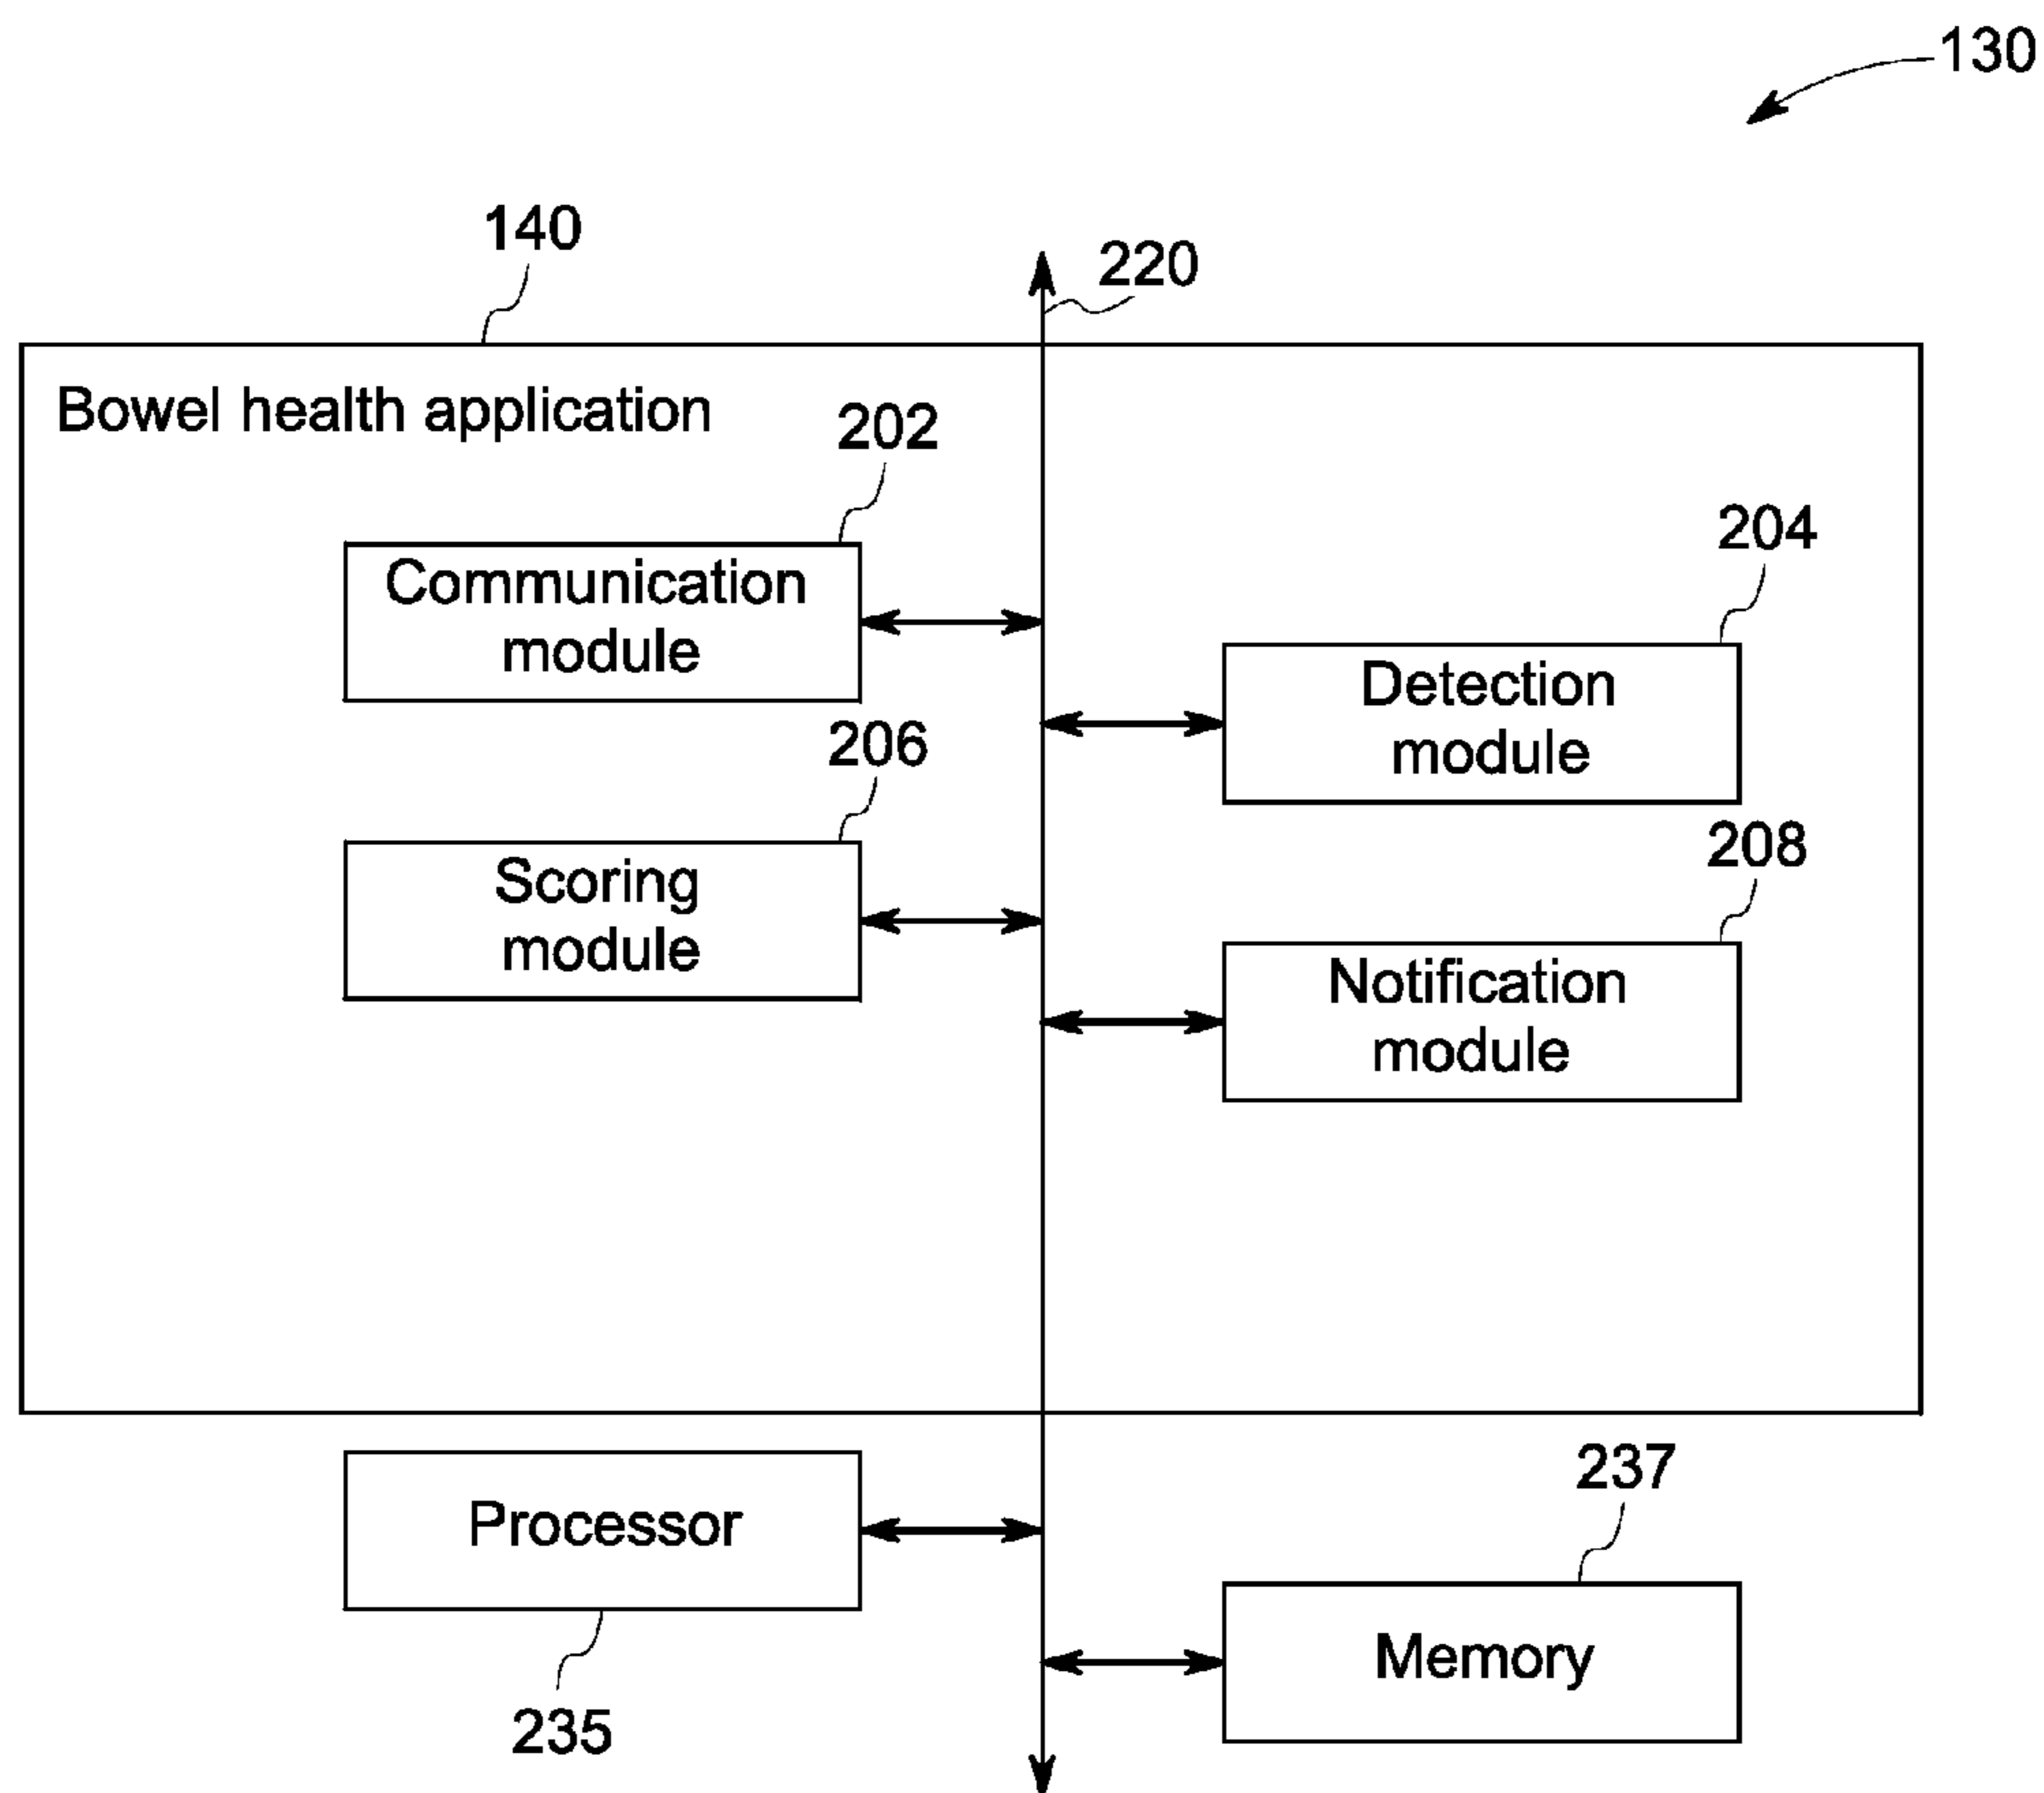 130
140
220
Bowel health application
202
Communication
module
204
Detection
module
206
Scoring
module
208
Notification
module
Processor
235
237
Memory